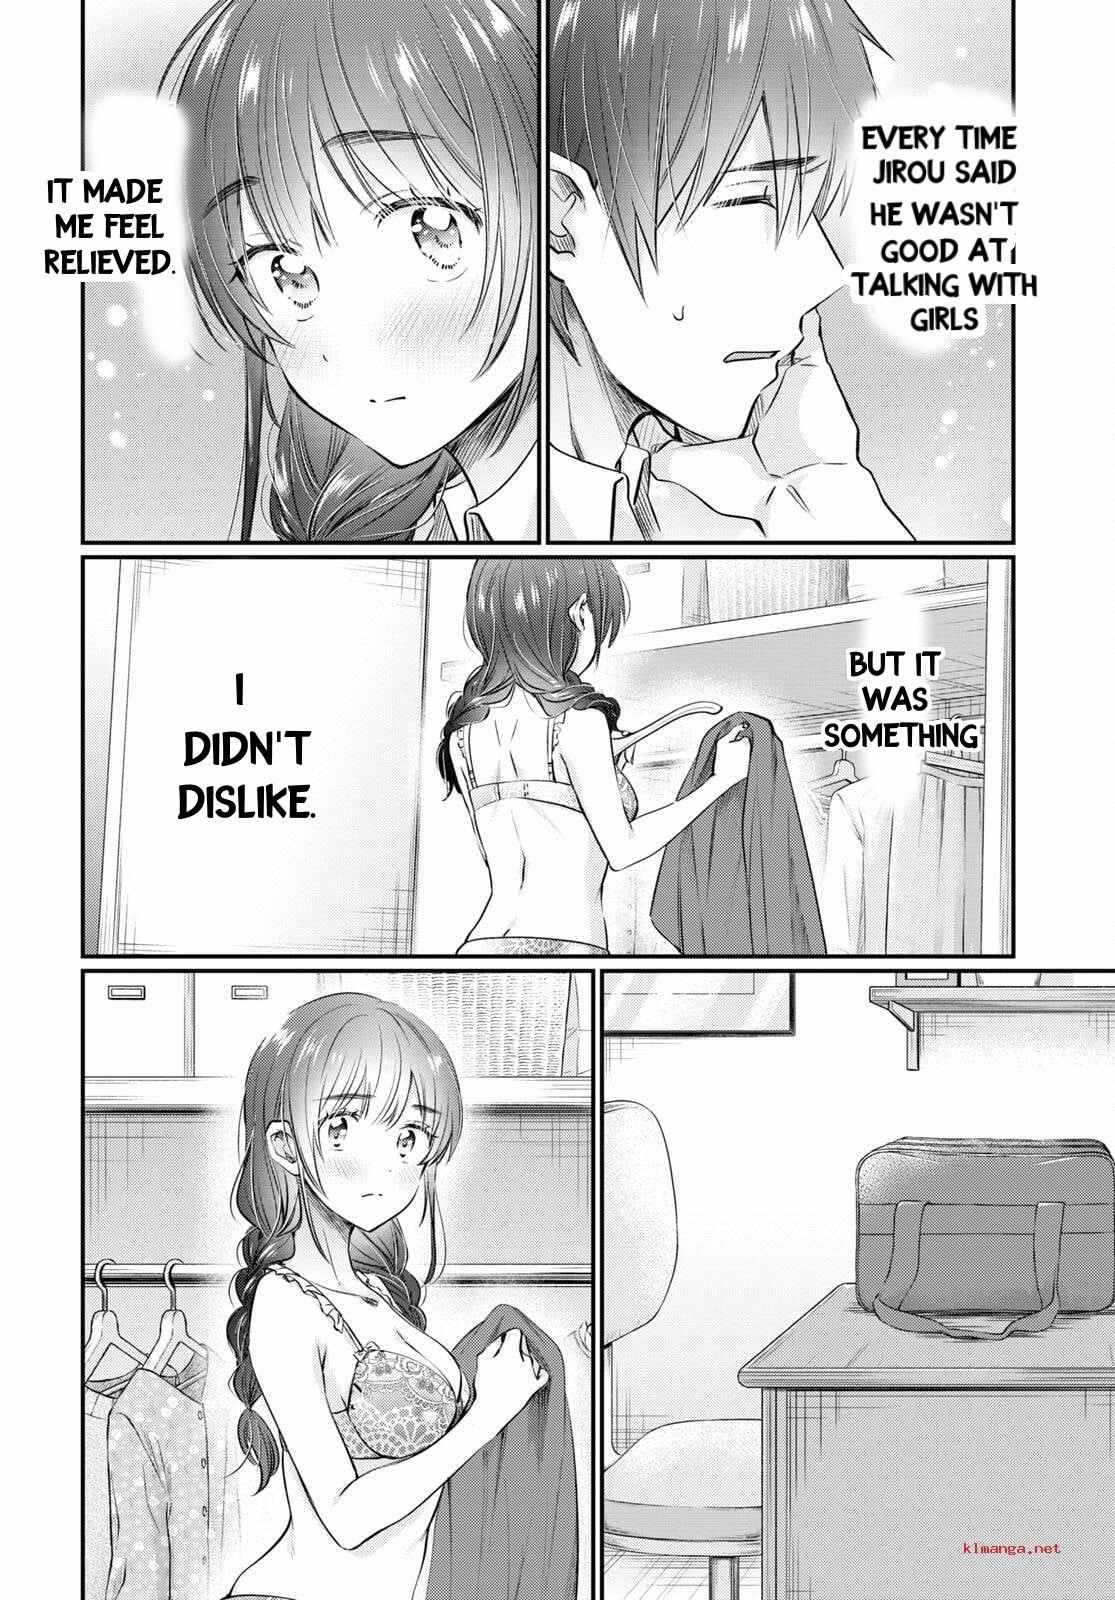 EVERY TIME
JIROU SAID
HE WASN'T
GOOD AT
TALKING WITH
GIRLS
IT MADE
ME FEEL
RELIEVED.
BUT IT
WAS
SOMETHING
I
DIDN'T
DISLIKE.
klmanga.net